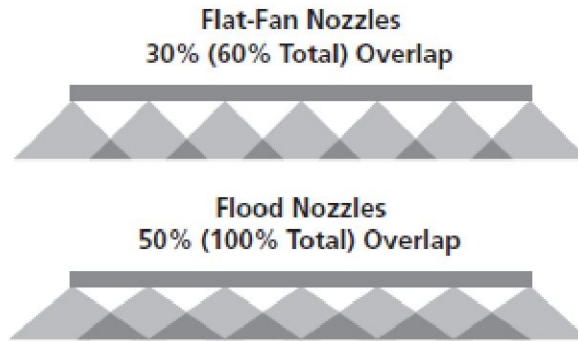 Flat-Fan Nozzles
30% (60% Total) Overlap
Flood Nozzles
50% (100% Total) Overlap